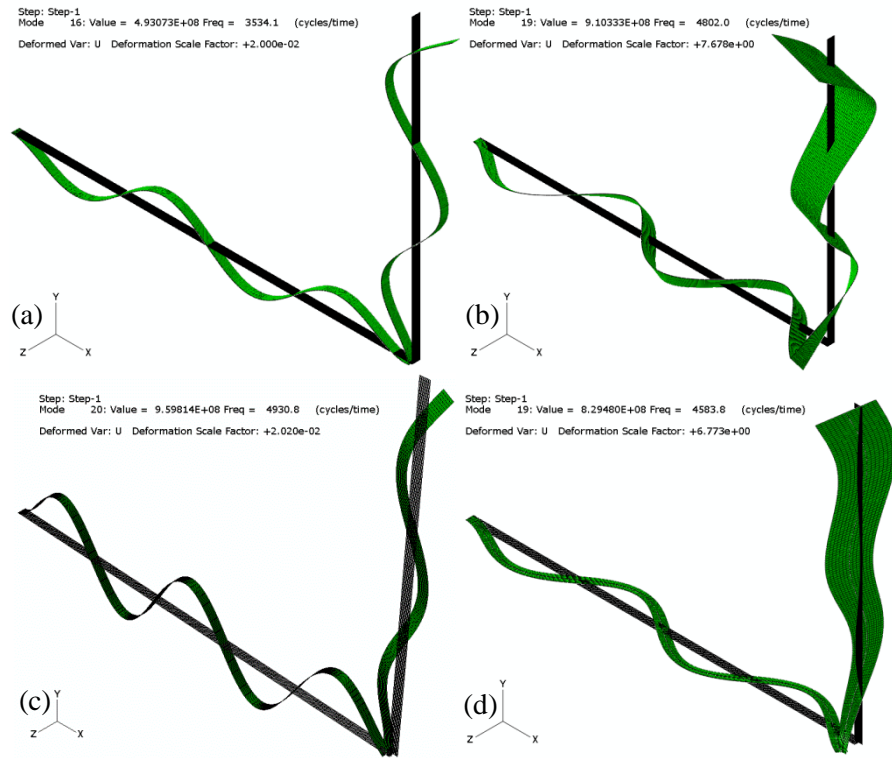 Step: Step-1
Mode 16: Value = 4.93073E+08 Freq = 3534.1 (cycles/time)
Deformed Var: U Deformation Scale Factor: +2.000e-02
(a)
Y
Z X
Step: Step-1
Mode 19: Value = 9.10333E+08 Freq = 4802.0 (cycles/time)
Deformed Var: U Deformation Scale Factor: +7.678e+00
(b)
Y
Z X
Step: Step-1
Mode 20: Value = 9.59814E+08 Freq = 4930.8 (cycles/time)
Deformed Var: U Deformation Scale Factor: +2.020e-02
(c)
Y
Z X
Step: Step-1
Mode 19: Value = 8.29480E+08 Freq = 4583.8 (cycles/time)
Deformed Var: U Deformation Scale Factor: +6.773e+00
(d)
Y
Z X